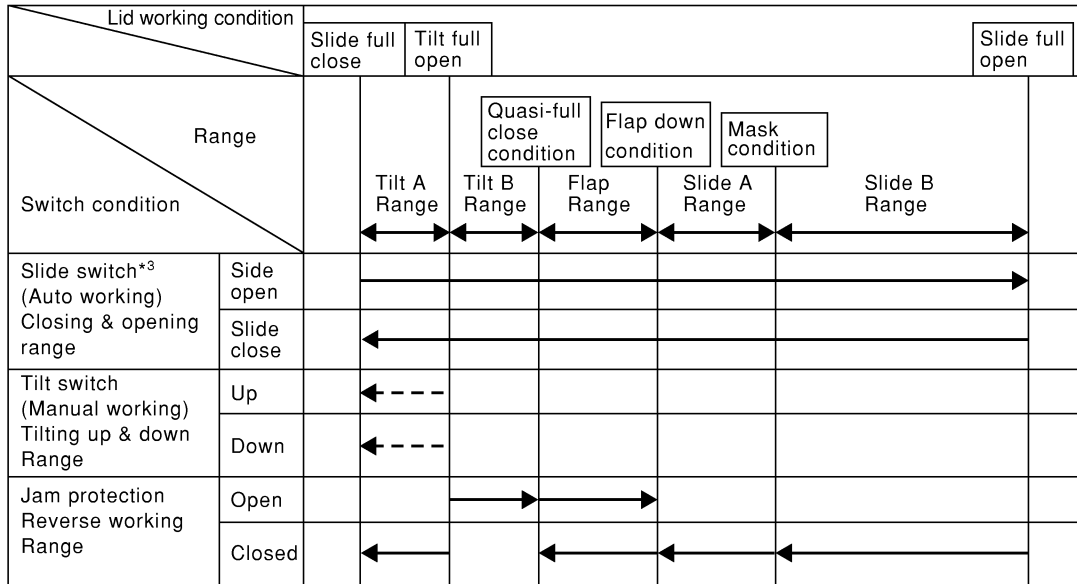 Lid working condition
Slide full
close
Tilt full
open
Slide full
open
Range
Switch condition
Quasi-full
close
condition
Flap down
condition
Mask
condition
Tilt A
Range
Tilt B
Range
Flap
Range
Slide A
Range
Slide B
Range
Slide switch*3
(Auto working)
Closing & opening
range
Side
open
Slide
close
Tilt switch
(Manual working)
Tilting up & down
Range
Up
Down
Jam protection
Reverse working
Range
Open
Closed